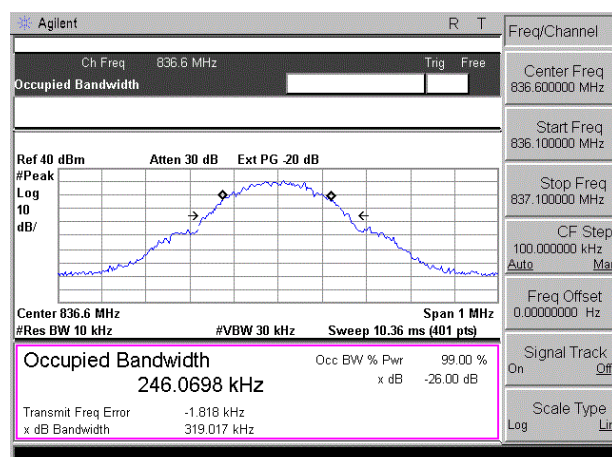 Agilent R T
Ch Freq 836.6 MHz Trig Free
Occupied Bandwidth
Ref 40 dBm Atten 30 dB Ext PG -20 dB
#Peak
Log
10
dB/
Center 836.6 MHz Span 1 MHz
#Res BW 10 kHz #VBW 30 kHz Sweep 10.36 ms (401 pts)
Occupied Bandwidth Occ BW % Pwr 99.00 %
246.0698 kHz x dB -26.00 dB
Transmit Freq Error -1.818 kHz
x dB Bandwidth 319.017 kHz
Freq/Channel
Center Freq
836.600000 MHz
Start Freq
836.100000 MHz
Stop Freq
837.100000 MHz
CF Step
100.000000 kHz
Auto Ma
Freq Offset
0.00000000 Hz
Signal Track
On Off
Scale Type
Log Lin